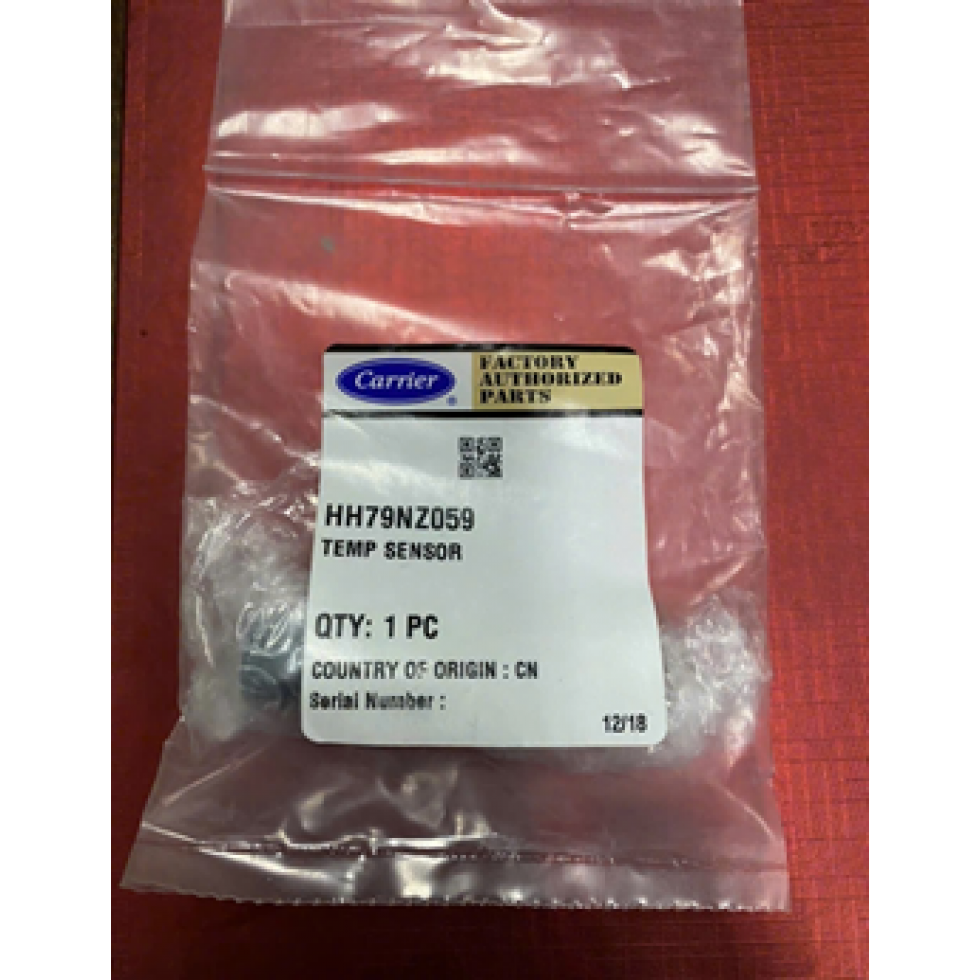 Carrier
FACTORY
AUTHORIZED
PARTS
HH79NZ059
TEMP SENSOR
QTY: 1 PC
COUNTRY OF ORIGIN : CN
Serial Number :
12/18